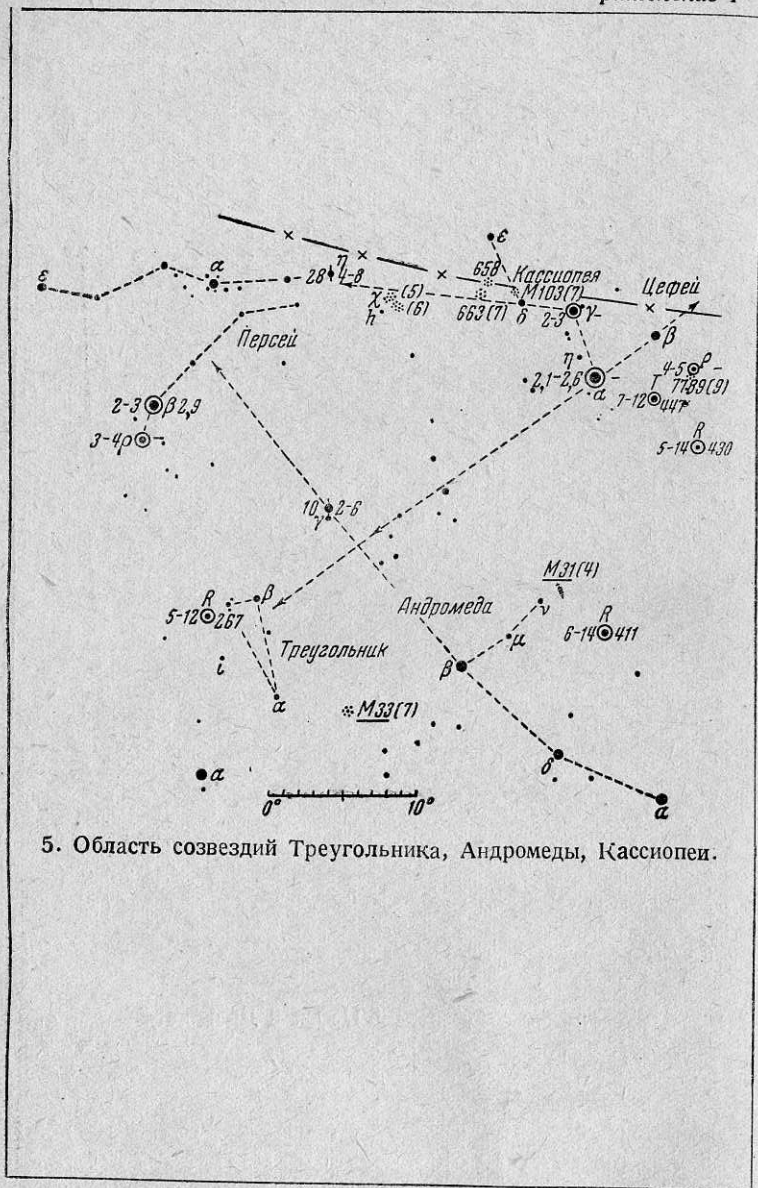 ε
η
658
Кассиопея
α
28 4-8
χ (5)
M103(7)
Цефей
ε
h (6)
663(7) δ 2-3 γ-
Персей
β
η
4-5 ρ -
2,1-2,6 -
7789(9)
α
T
7-12 447
2-3 β 2,9
R
3-4 ρ -
5-14 430
10 2-6
γ
M31(4)
R
β
Андромеда
ν
R
5-12 267
6-14 411
μ
Треугольник
β
ι
α
M33(7)
δ
α
0° 10°
α
5. Область созвездий Треугольника, Андромеды, Кассиопеи.